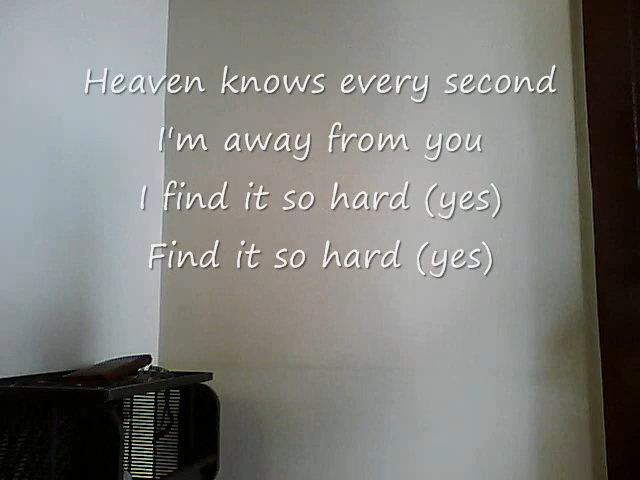 Heaven knows every second
I'm away from you
I find it so hard (yes)
Find it so hard (yes)